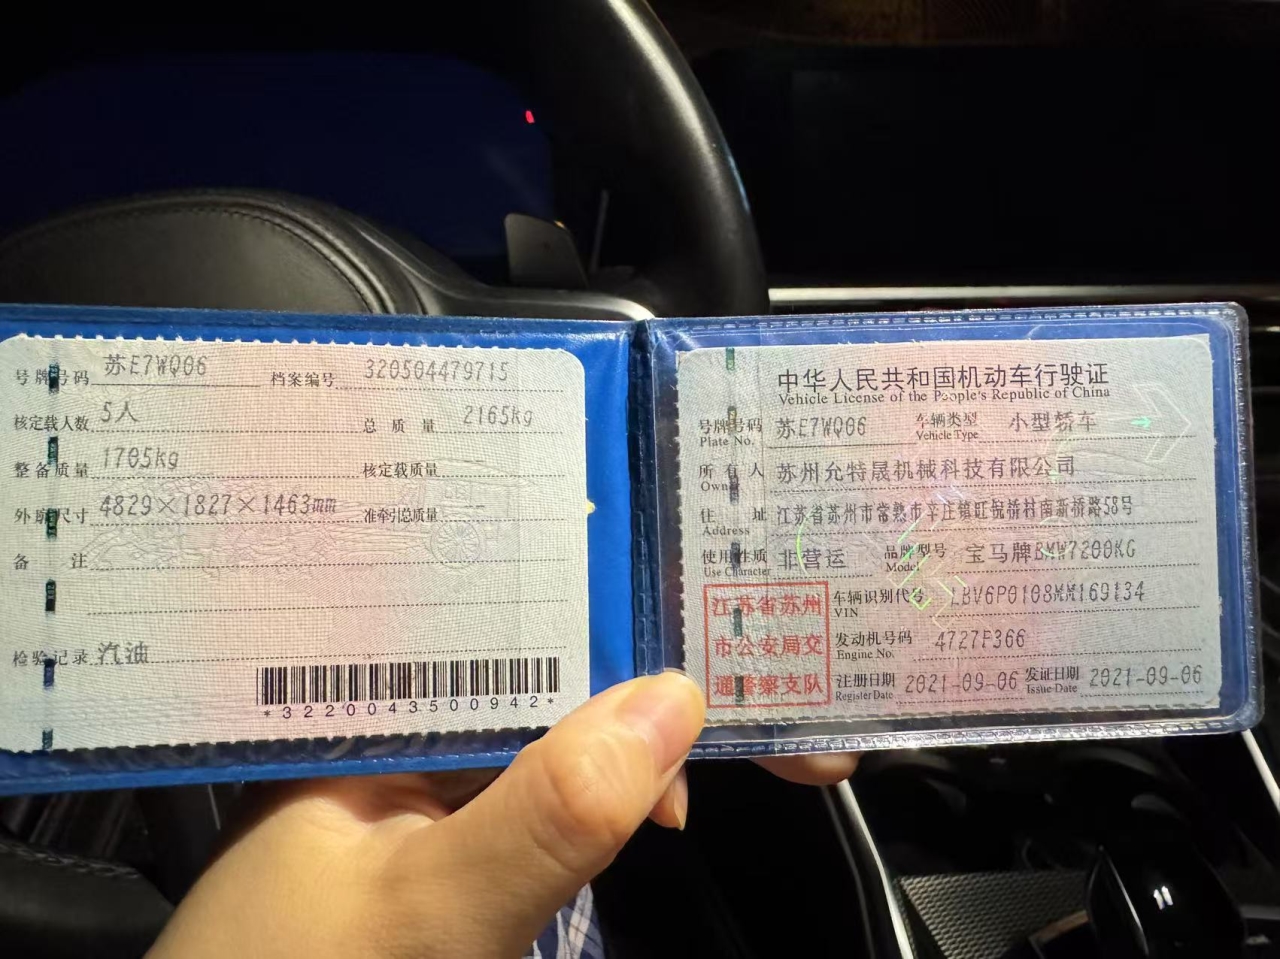 号牌号码 苏E7WQ06 档案编号 320504479715
核定载人数 5人 总质量 2165kg
整备质量 1705kg 核定载质量 --
外廓尺寸 4829×1827×1463mm 准牵引总质量 --
备注
检验记录 汽油
*3220043500942*
中华人民共和国机动车行驶证
Vehicle License of the People's Republic of China
号牌号码 苏E7WQ06 车辆类型 小型轿车
Plate No. Vehicle Type
所有人 苏州允特晟机械科技有限公司
Owner
住址 江苏省苏州市常熟市辛庄镇旺倪桥村南新桥路58号
Address
使用性质 非营运 品牌型号 宝马牌BMW7200KG
Use Character Model
江苏省苏州
市公安局交
通警察支队
车辆识别代号 LBV6P0108MM169134
VIN
发动机号码 4727F366
Engine No.
注册日期 2021-09-06 发证日期 2021-09-06
Register Date Issue Date